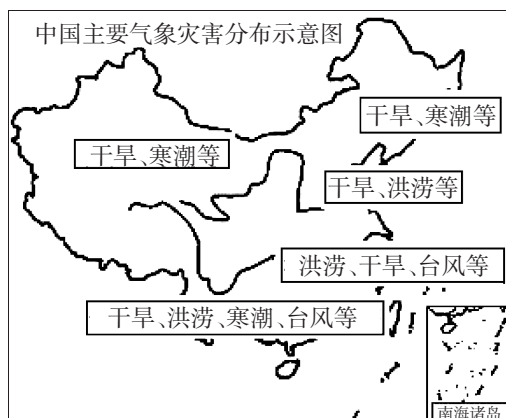 中国主要气象灾害分布示意图
干旱、寒潮等
干旱、寒潮等
干旱、洪涝等
洪涝、干旱、台风等
干旱、洪涝、寒潮、台风等
南海诸岛